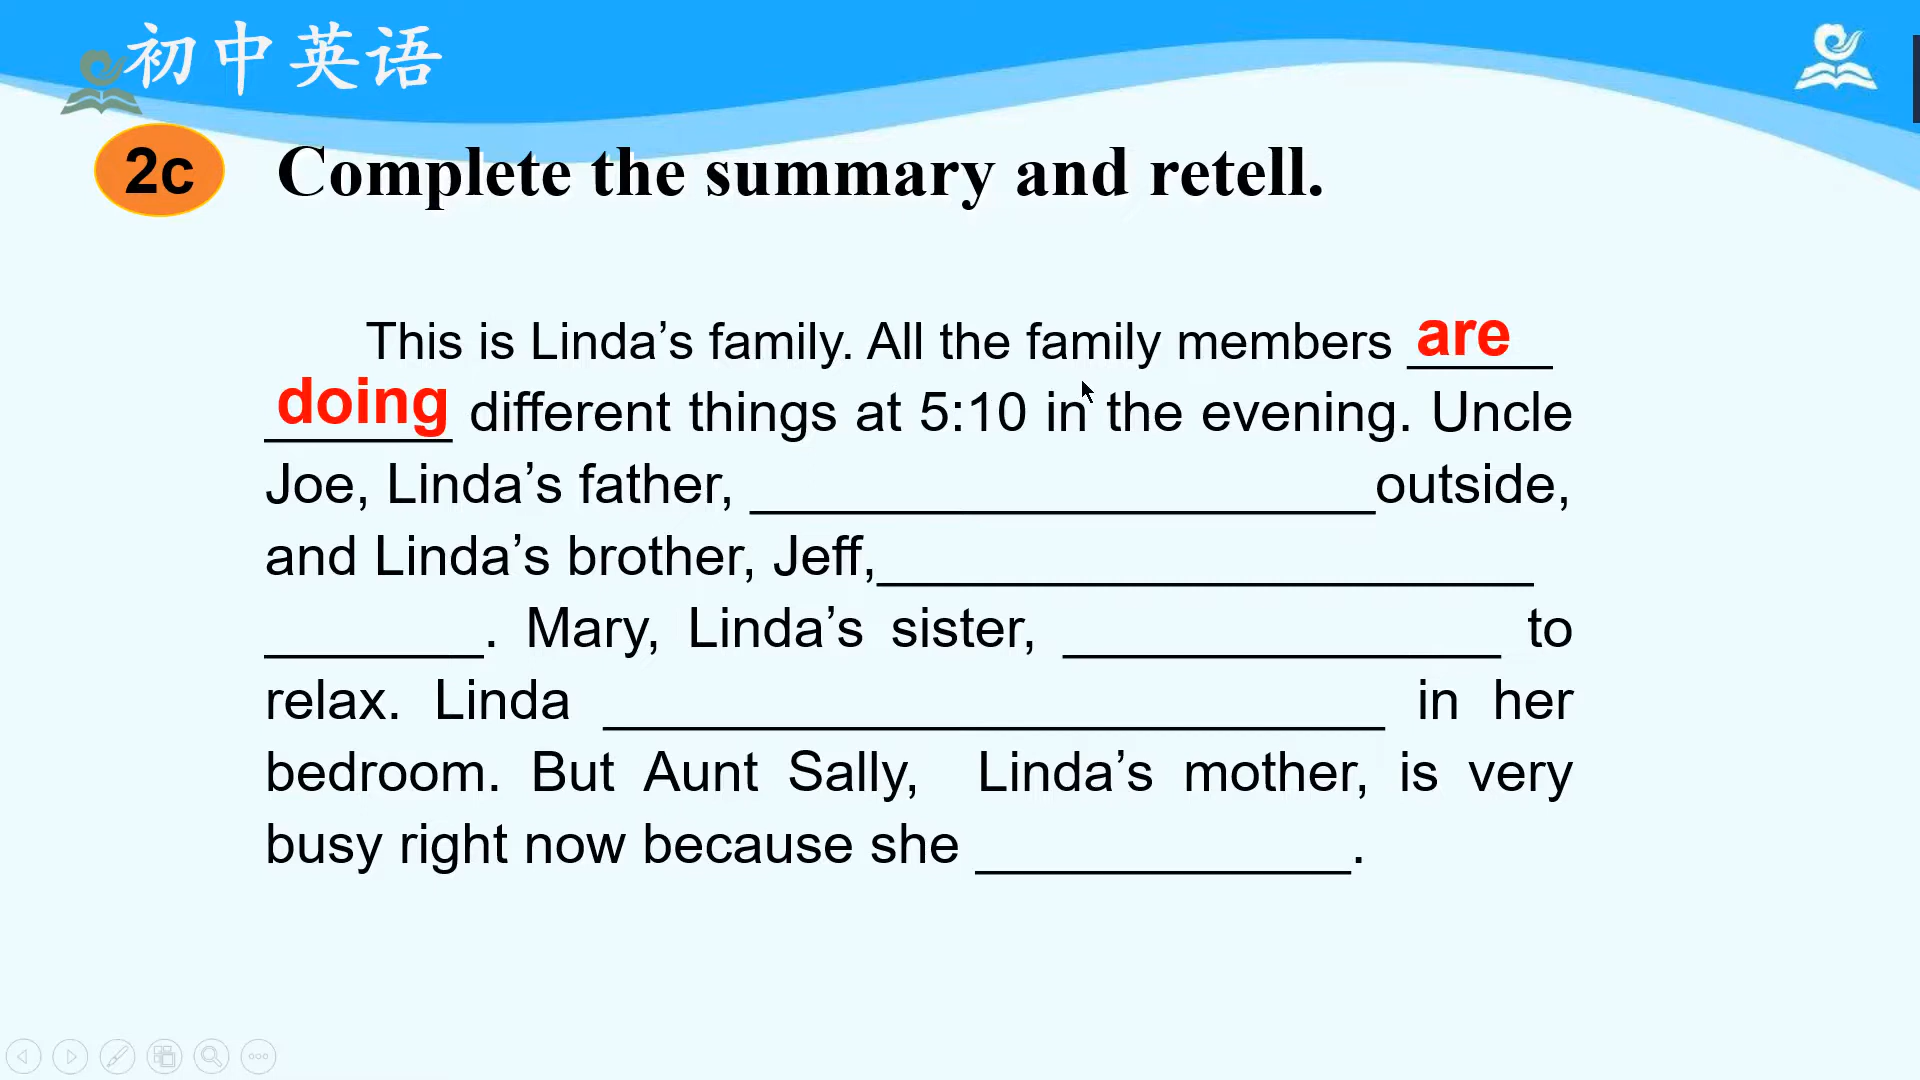 初中英语
2c Complete the summary and retell.
This is Linda’s family. All the family members are
doing different things at 5:10 in the evening. Uncle
Joe, Linda’s father, ____________________outside,
and Linda’s brother, Jeff,_____________________
_______. Mary, Linda’s sister, ______________ to
relax. Linda _________________________ in her
bedroom. But Aunt Sally, Linda’s mother, is very
busy right now because she ____________.